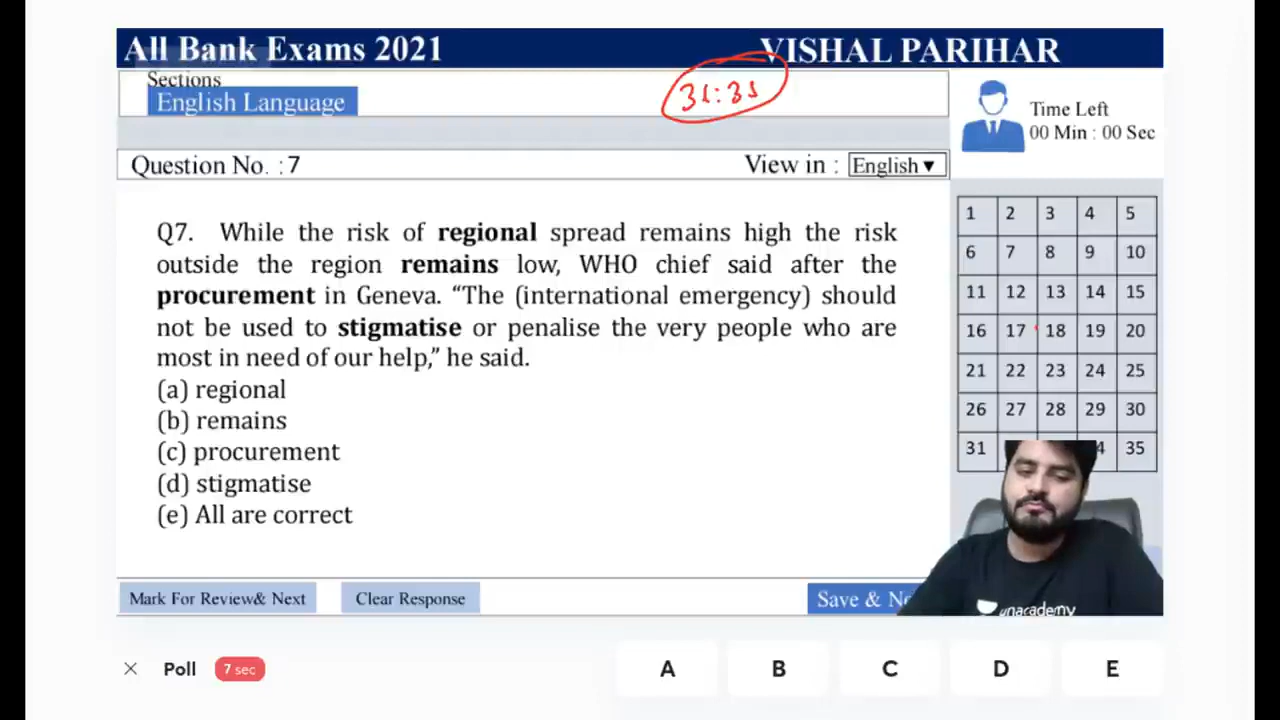 All Bank Exams 2021 VISHAL PARIHAR
Sections
English Language
31:31
Time Left
00 Min : 00 Sec
Question No. : 7 View in : English ▼
Q7. While the risk of regional spread remains high the risk
outside the region remains low, WHO chief said after the
procurement in Geneva. “The (international emergency) should
not be used to stigmatise or penalise the very people who are
most in need of our help,” he said.
(a) regional
(b) remains
(c) procurement
(d) stigmatise
(e) All are correct
1 2 3 4 5
6 7 8 9 10
11 12 13 14 15
16 17 18 19 20
21 22 23 24 25
26 27 28 29 30
31 4 35
Mark For Review& Next Clear Response Save & Ne
unacademy
× Poll 7 sec A B C D E